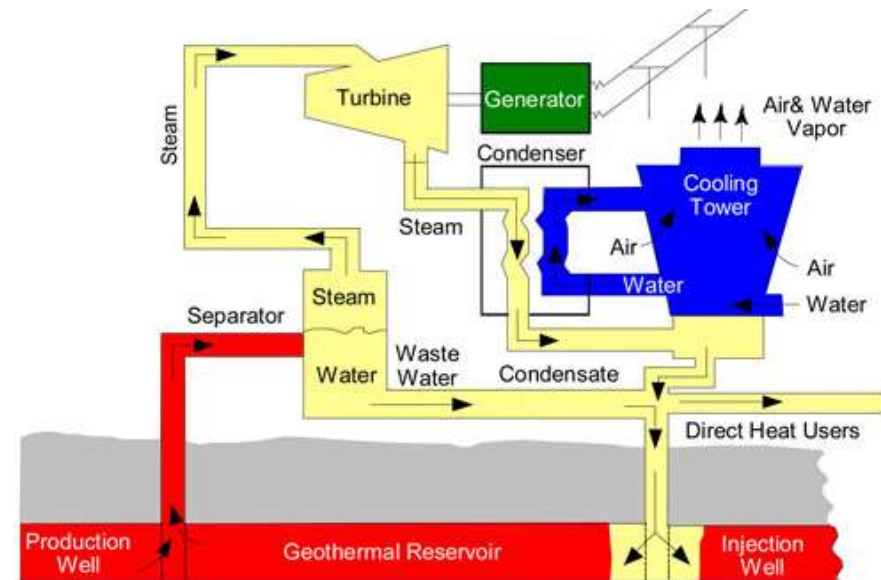 Steam
Turbine
Generator
Air& Water
Vapor
Condenser
Cooling
Tower
Steam
Air
Air
Water
Water
Steam
Separator
Water
Waste
Water
Condensate
Direct Heat Users
Production
Well
Geothermal Reservoir
Injection
Well